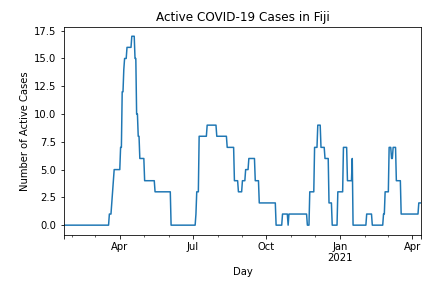 Active COVID-19 Cases in Fiji
17.5
15.0
12.5
10.0
7.5
5.0
2.5
0.0
Number of Active Cases
Apr
Jul
Oct
Jan
2021
Apr
Day